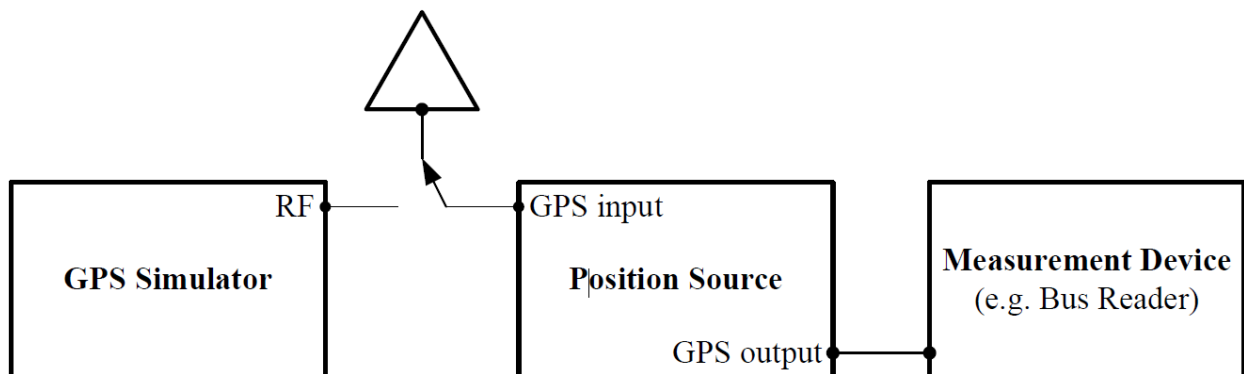 RF
GPS input
GPS Simulator
Position Source
Measurement Device
(e.g. Bus Reader)
GPS output